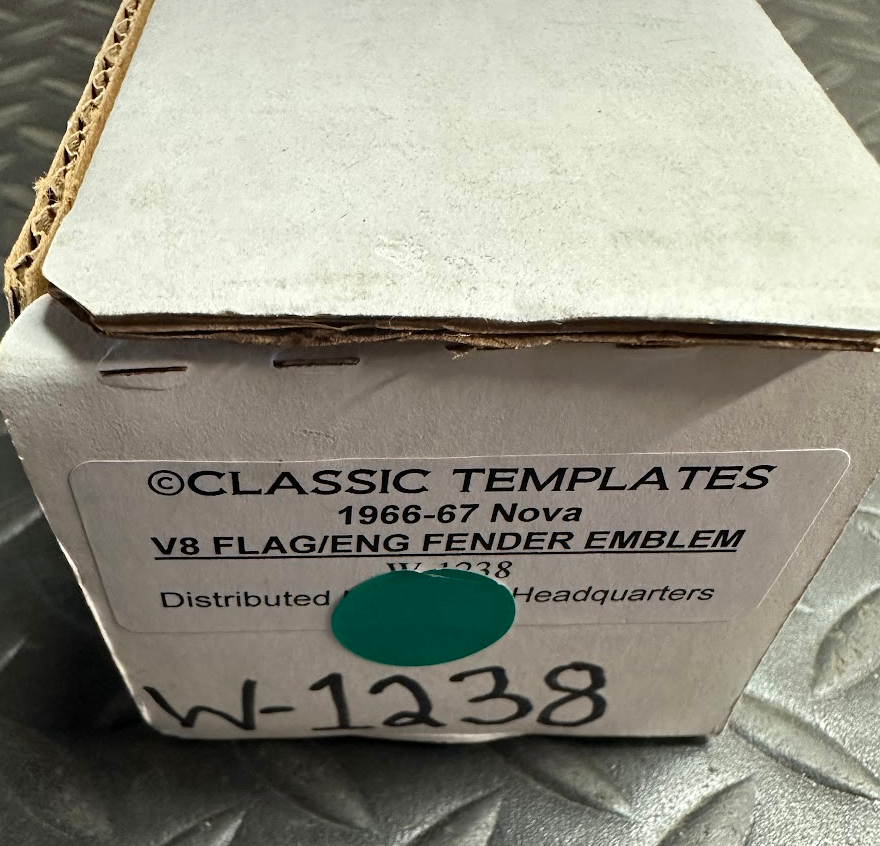 ©CLASSIC TEMPLATES
1966-67 Nova
V8 FLAG/ENG FENDER EMBLEM
W-1238
Distributed Headquarters
W-1238